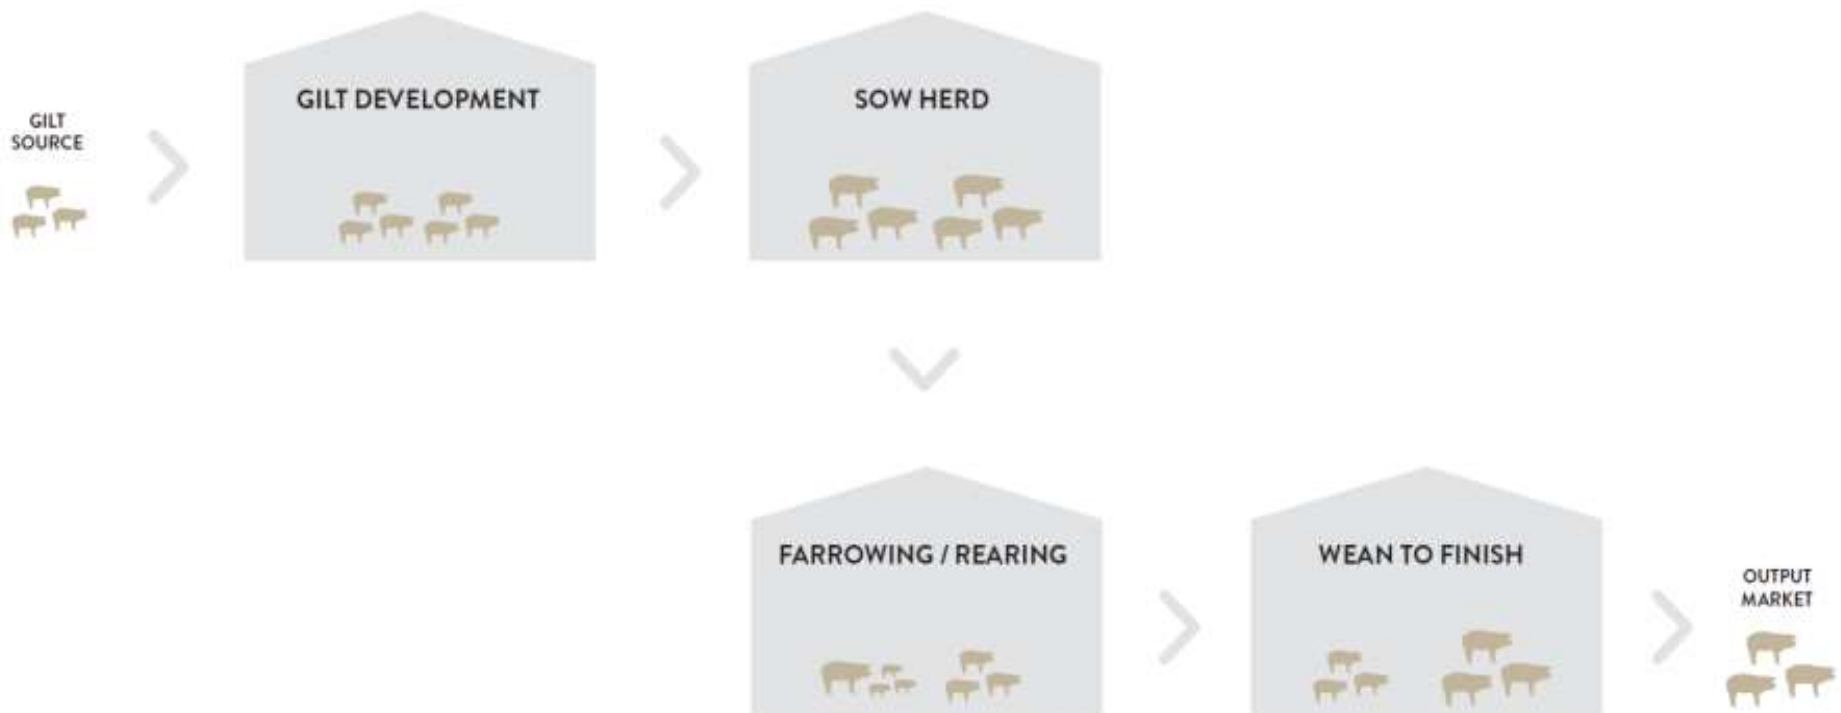 GILT
SOURCE
GILT DEVELOPMENT
SOW HERD
FARROWING / REARING
WEAN TO FINISH
OUTPUT
MARKET